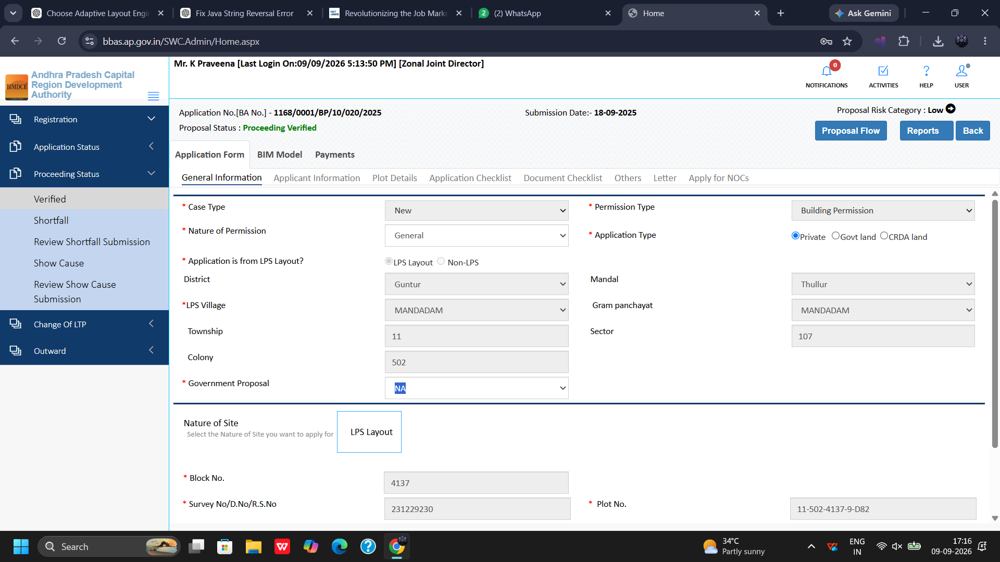 Choose Adaptive Layout Engi
Fix Java String Reversal Error
Revolutionizing the Job Marke
(2) WhatsApp
Home
Ask Gemini
bbas.ap.gov.in/SWC.Admin/Home.aspx
BIMDCR
Andhra Pradesh Capital
Region Development
Authority
Mr. K Praveena [Last Login On:09/09/2026 5:13:50 PM] [Zonal Joint Director]
0
NOTIFICATIONS
ACTIVITIES
HELP
USER
Registration
Application Status
Proceeding Status
Verified
Shortfall
Review Shortfall Submission
Show Cause
Review Show Cause
Submission
Change Of LTP
Outward
Application No.[BA No.] - 1168/0001/BP/10/020/2025
Submission Date:- 18-09-2025
Proposal Risk Category : Low
Proposal Status : Proceeding Verified
Proposal Flow
Reports
Back
Application Form
BIM Model
Payments
General Information
Applicant Information
Plot Details
Application Checklist
Document Checklist
Others
Letter
Apply for NOCs
* Case Type
New
* Permission Type
Building Permission
* Nature of Permission
General
* Application Type
Private
Govt land
CRDA land
* Application is from LPS Layout?
LPS Layout
Non-LPS
District
Guntur
Mandal
Thullur
*LPS Village
MANDADAM
Gram panchayat
MANDADAM
Township
11
Sector
107
Colony
502
* Government Proposal
NA
Nature of Site
Select the Nature of Site you want to apply for
LPS Layout
* Block No.
4137
* Survey No/D.No/R.S.No
231229230
* Plot No.
11-502-4137-9-D82
Search
34°C
Partly sunny
ENG
IN
17:16
09-09-2026